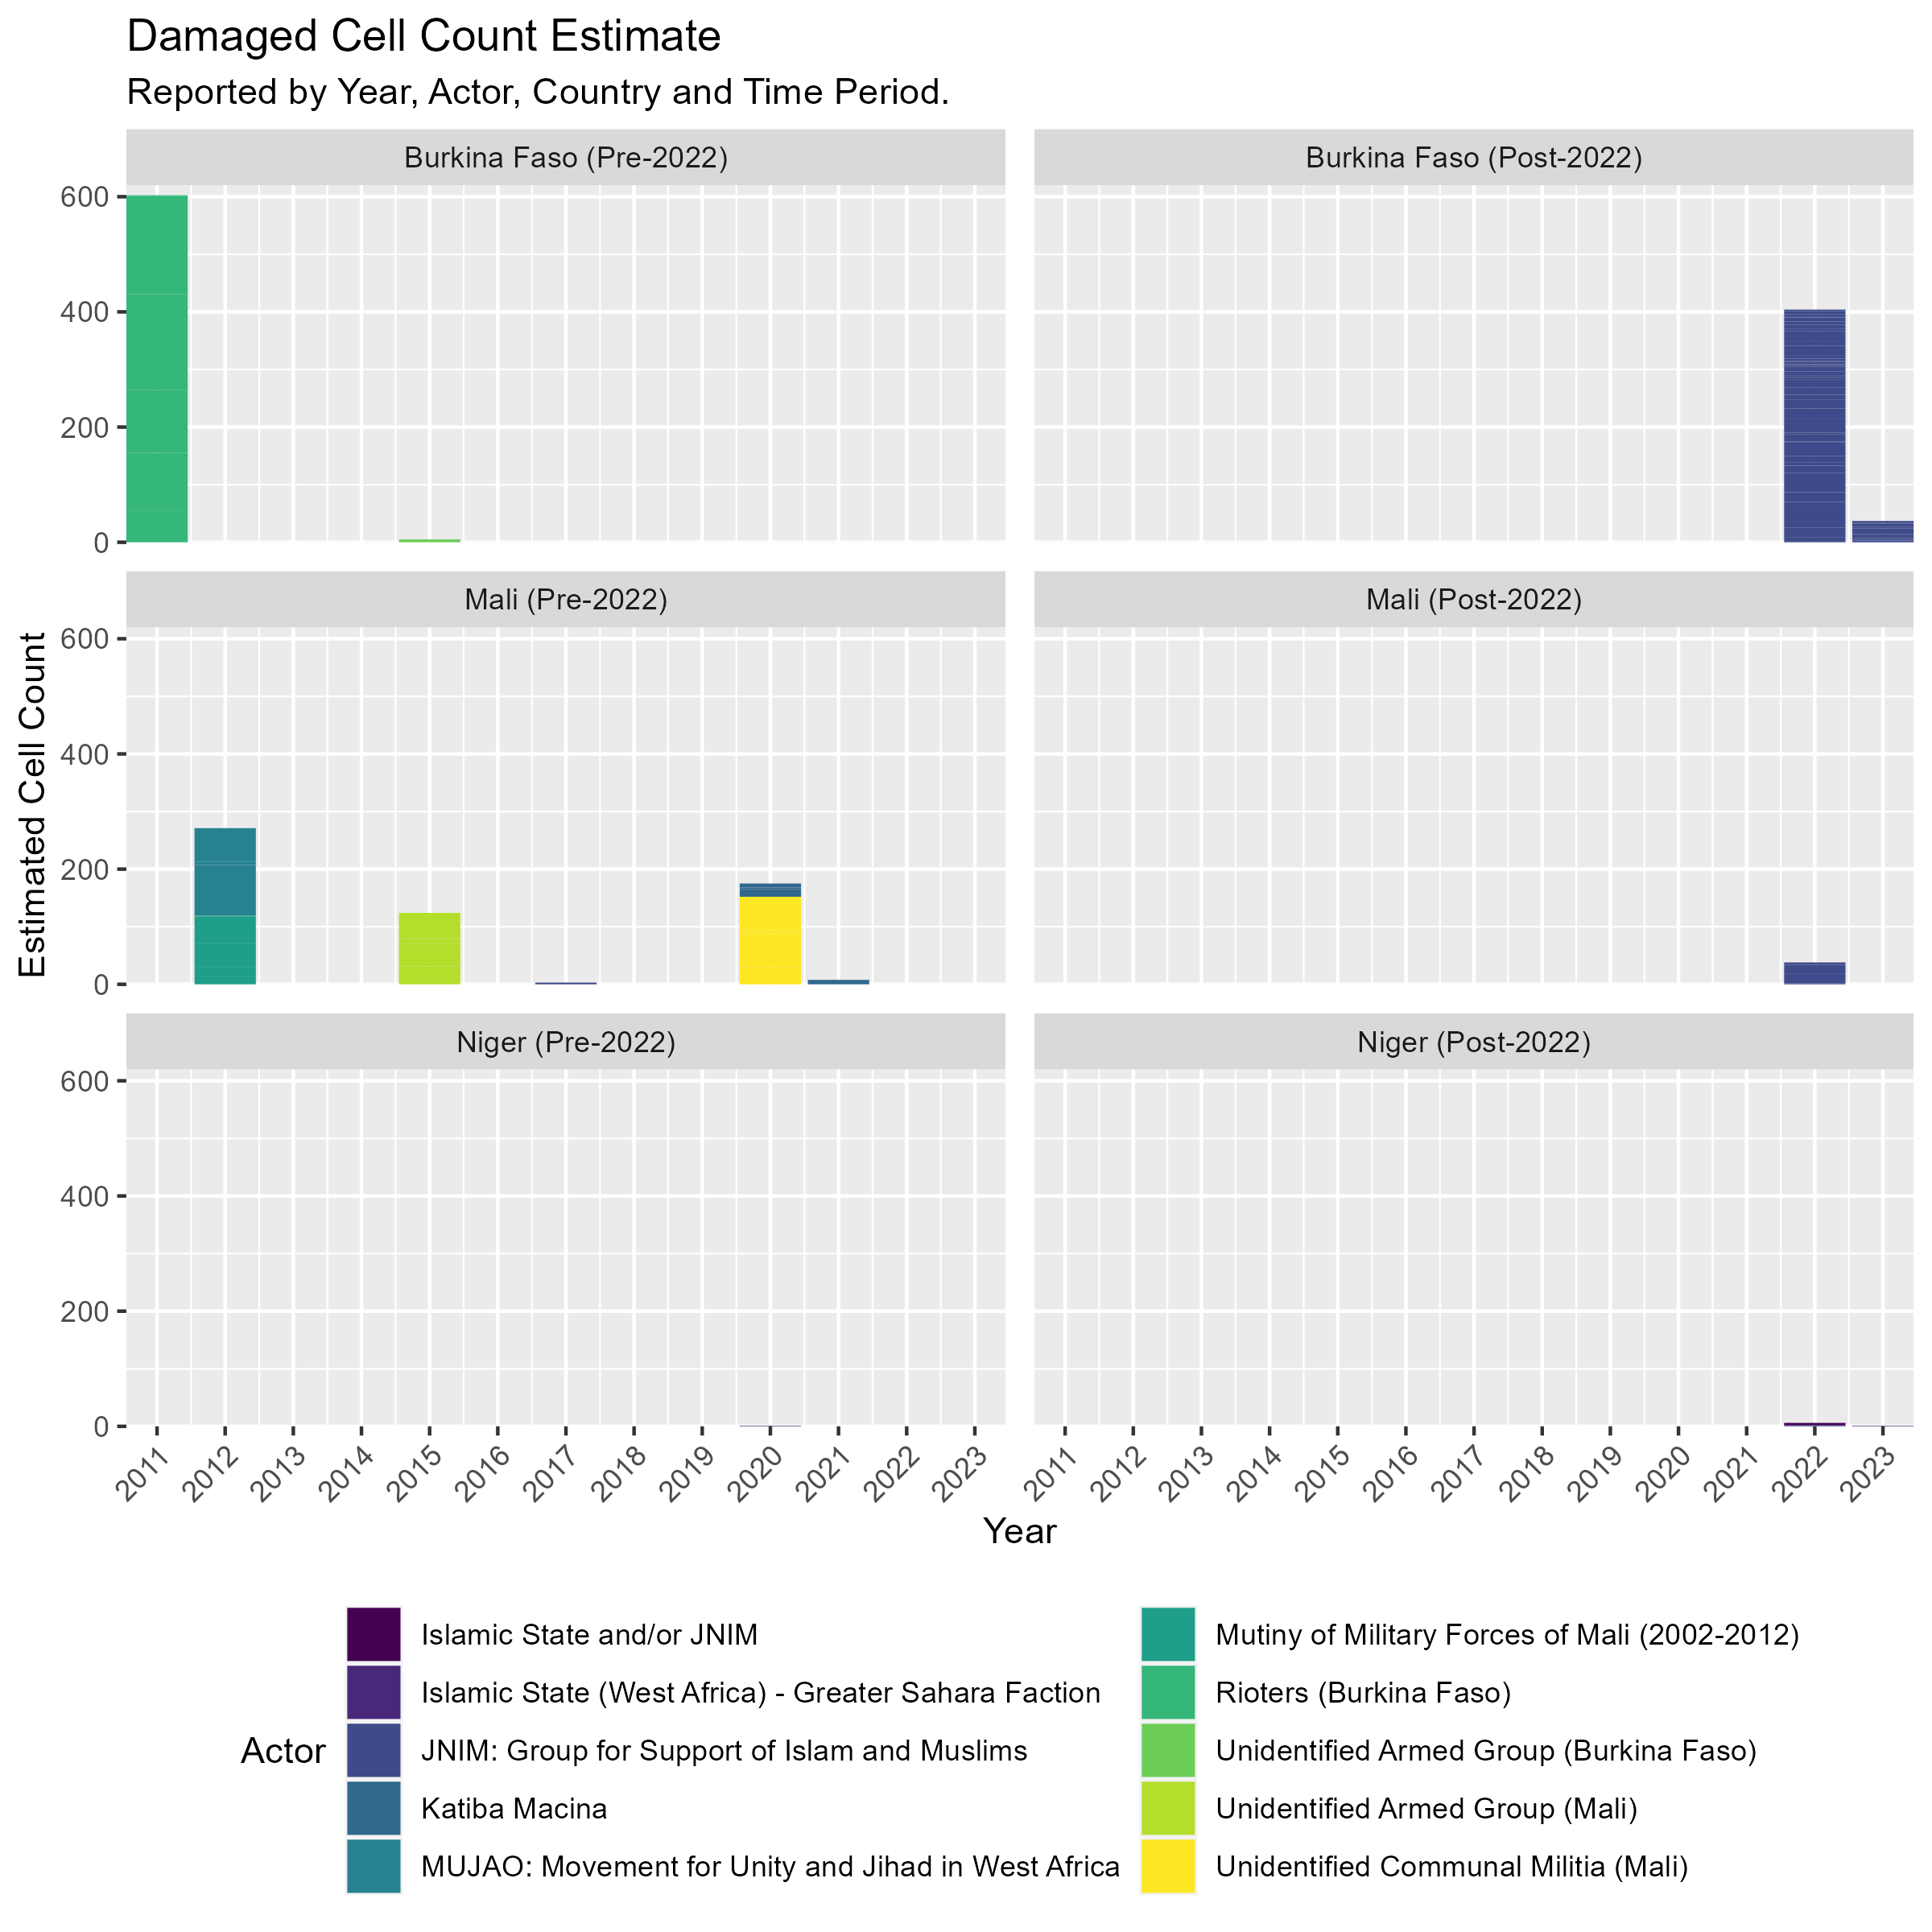 Damaged Cell Count Estimate
Reported by Year, Actor, Country and Time Period.
Burkina Faso (Pre-2022)
Burkina Faso (Post-2022)
600
400
200
0
Mali (Pre-2022)
Mali (Post-2022)
600
400
200
0
Estimated Cell Count
Niger (Pre-2022)
Niger (Post-2022)
600
400
200
0
2011 2012 2013 2014 2015 2016 2017 2018 2019 2020 2021 2022 2023
2011 2012 2013 2014 2015 2016 2017 2018 2019 2020 2021 2022 2023
Year
Actor
Islamic State and/or JNIM
Islamic State (West Africa) - Greater Sahara Faction
JNIM: Group for Support of Islam and Muslims
Katiba Macina
MUJAO: Movement for Unity and Jihad in West Africa
Mutiny of Military Forces of Mali (2002-2012)
Rioters (Burkina Faso)
Unidentified Armed Group (Burkina Faso)
Unidentified Armed Group (Mali)
Unidentified Communal Militia (Mali)